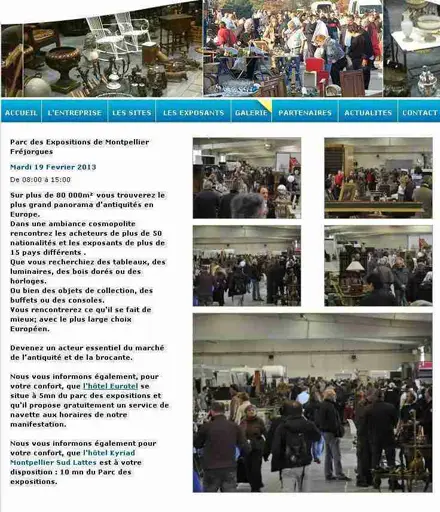 ACCUEIL L'ENTREPRISE LES SITES LES EXPOSANTS GALERIE PARTENAIRES ACTUALITES CONTACT
Parc des Expositions de Montpellier
Fréjorgues
Mardi 19 Fevrier 2013
De 08:00 à 15:00
Sur plus de 80 000m² vous trouverez le
plus grand panorama d'antiquités en
Europe.
Dans une ambiance cosmopolite
rencontrez les acheteurs de plus de 50
nationalités et les exposants de plus de
15 pays différents .
Que vous recherchiez des tableaux, des
luminaires, des bois dorés ou des
horloges.
Ou bien des objets de collection, des
buffets ou des consoles.
Vous rencontrerez ce qu'il se fait de
mieux; avec le plus large choix
Européen.
Devenez un acteur essentiel du marché
de l'antiquité et de la brocante.
Nous vous informons également, pour
votre confort, que l'hôtel Eurotel se
situe à 5mn du parc des expositions et
qu'il propose gratuitement un service de
navette aux horaires de notre
manifestation.
Nous vous informons également pour
votre confort, que l'hôtel Kyriad
Montpellier Sud Lattes est à votre
disposition : 10 mn du Parc des
expositions.